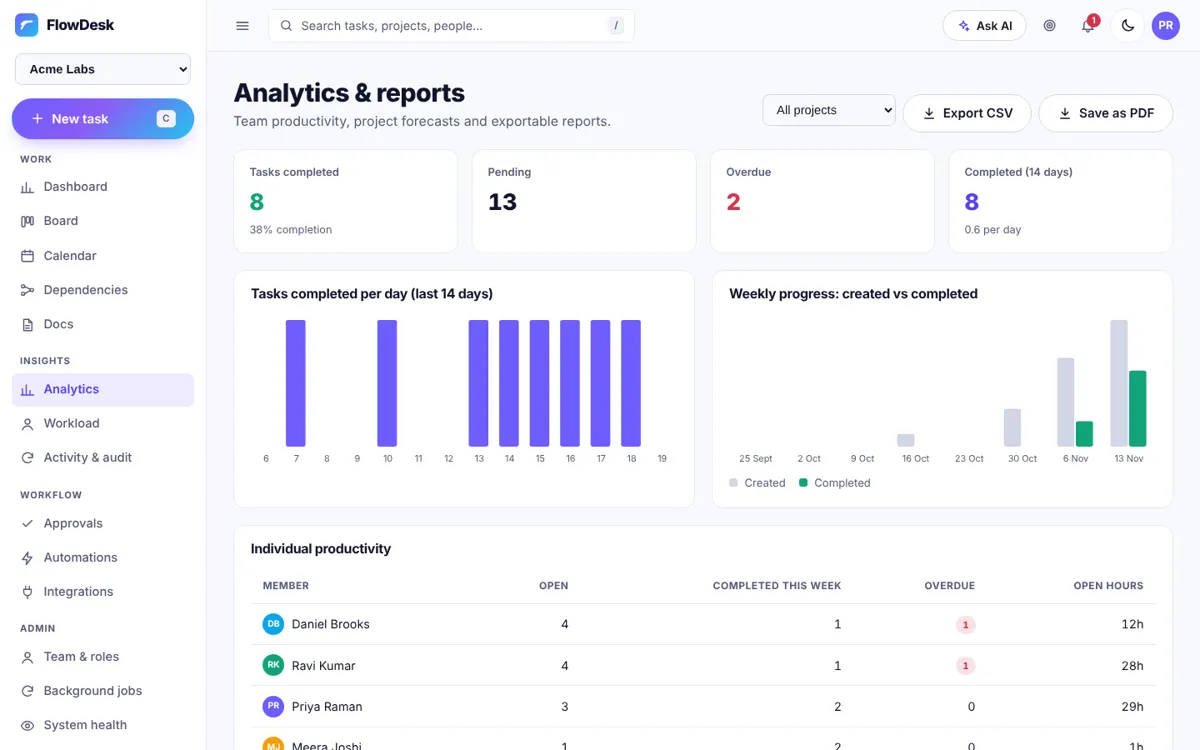 FlowDesk
Acme Labs
New task C
WORK
Dashboard
Board
Calendar
Dependencies
Docs
INSIGHTS
Analytics
Workload
Activity & audit
WORKFLOW
Approvals
Automations
Integrations
ADMIN
Team & roles
Background jobs
System health
Search tasks, projects, people... /
Ask AI
1
PR
Analytics & reports
Team productivity, project forecasts and exportable reports.
All projects
Export CSV
Save as PDF
Tasks completed
8
38% completion
Pending
13
Overdue
2
Completed (14 days)
8
0.6 per day
Tasks completed per day (last 14 days)
6 7 8 9 10 11 12 13 14 15 16 17 18 19
Weekly progress: created vs completed
25 Sept 2 Oct 9 Oct 16 Oct 23 Oct 30 Oct 6 Nov 13 Nov
Created Completed
Individual productivity
MEMBER OPEN COMPLETED THIS WEEK OVERDUE OPEN HOURS
DB Daniel Brooks 4 1 1 12h
RK Ravi Kumar 4 1 1 28h
PR Priya Raman 3 2 0 29h
MJ Meera Joshi 1 2 0 1h